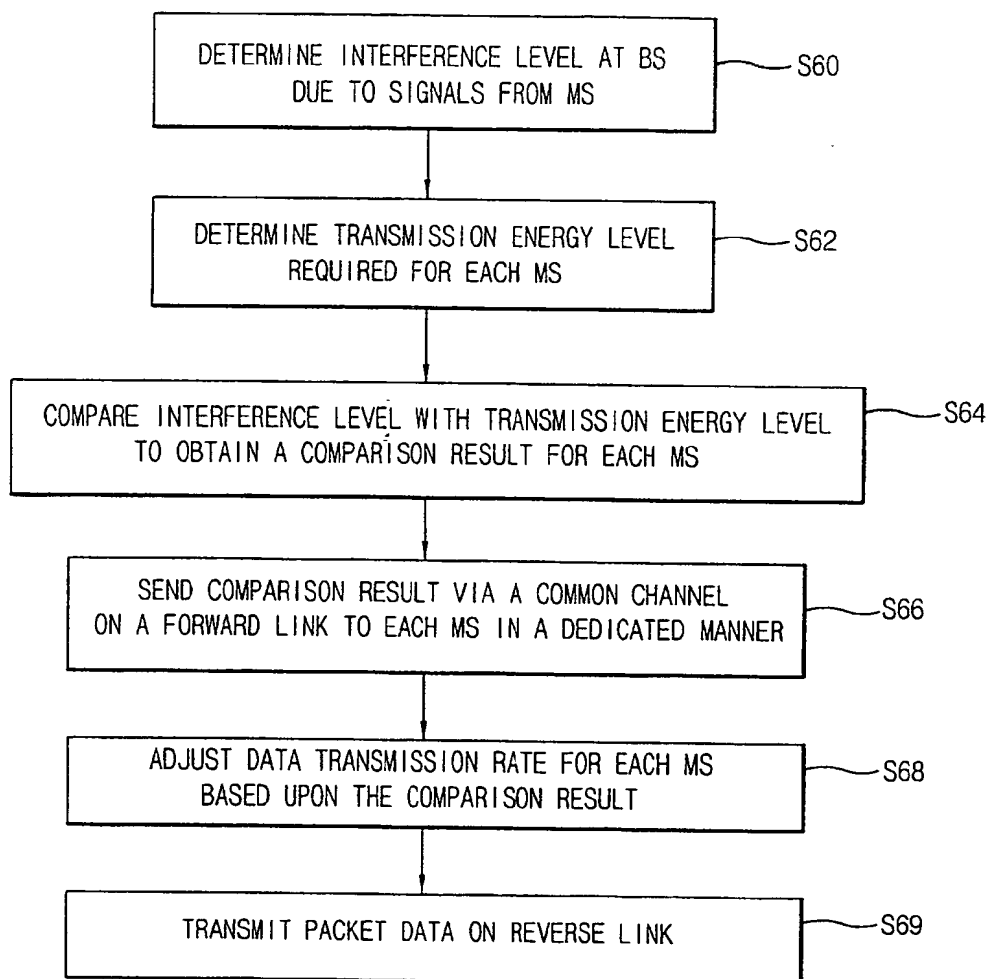 DETERMINE INTERFERENCE LEVEL AT BS
DUE TO SIGNALS FROM MS
S60
DETERMINE TRANSMISSION ENERGY LEVEL
REQUIRED FOR EACH MS
S62
COMPARE INTERFERENCE LEVEL WITH TRANSMISSION ENERGY LEVEL
TO OBTAIN A COMPARISON RESULT FOR EACH MS
S64
SEND COMPARISON RESULT VIA A COMMON CHANNEL
ON A FORWARD LINK TO EACH MS IN A DEDICATED MANNER
S66
ADJUST DATA TRANSMISSION RATE FOR EACH MS
BASED UPON THE COMPARISON RESULT
S68
TRANSMIT PACKET DATA ON REVERSE LINK
S69